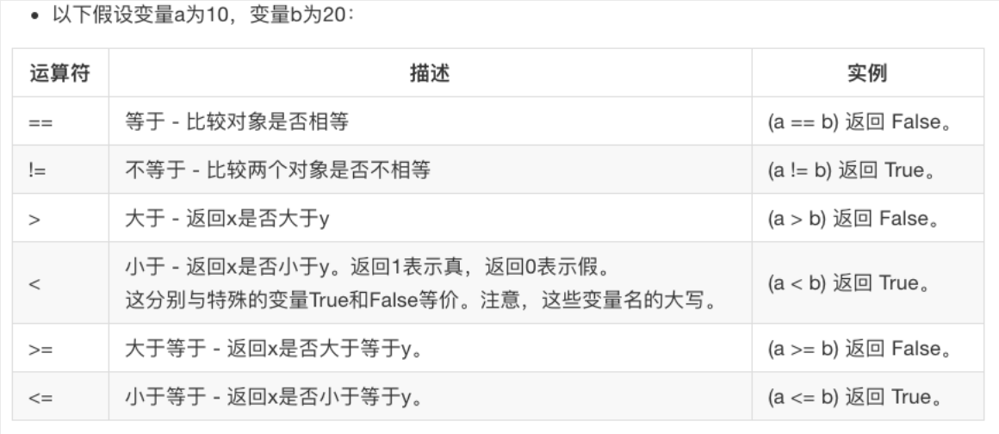 以下假设变量a为10，变量b为20：
运算符 描述 实例
== 等于 - 比较对象是否相等 (a == b) 返回 False。
!= 不等于 - 比较两个对象是否不相等 (a != b) 返回 True。
> 大于 - 返回x是否大于y (a > b) 返回 False。
< 小于 - 返回x是否小于y。返回1表示真，返回0表示假。
这分别与特殊的变量True和False等价。注意，这些变量名的大写。 (a < b) 返回 True。
>= 大于等于 - 返回x是否大于等于y。 (a >= b) 返回 False。
<= 小于等于 - 返回x是否小于等于y。 (a <= b) 返回 True。